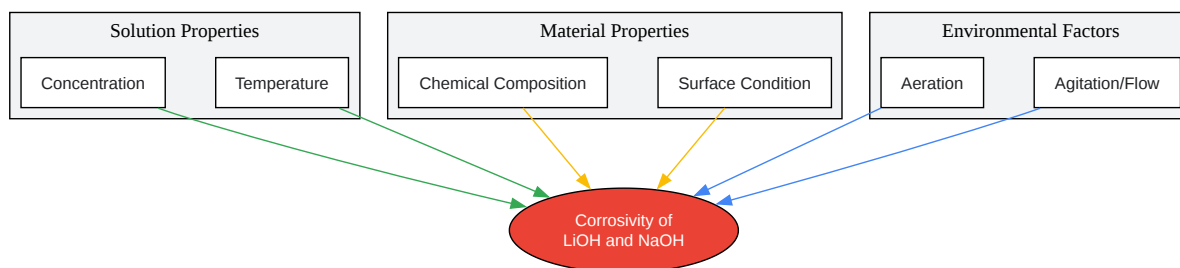 Solution Properties
Material Properties
Environmental Factors
Concentration
Temperature
Chemical Composition
Surface Condition
Aeration
Agitation/Flow
Corrosivity of
LiOH and NaOH